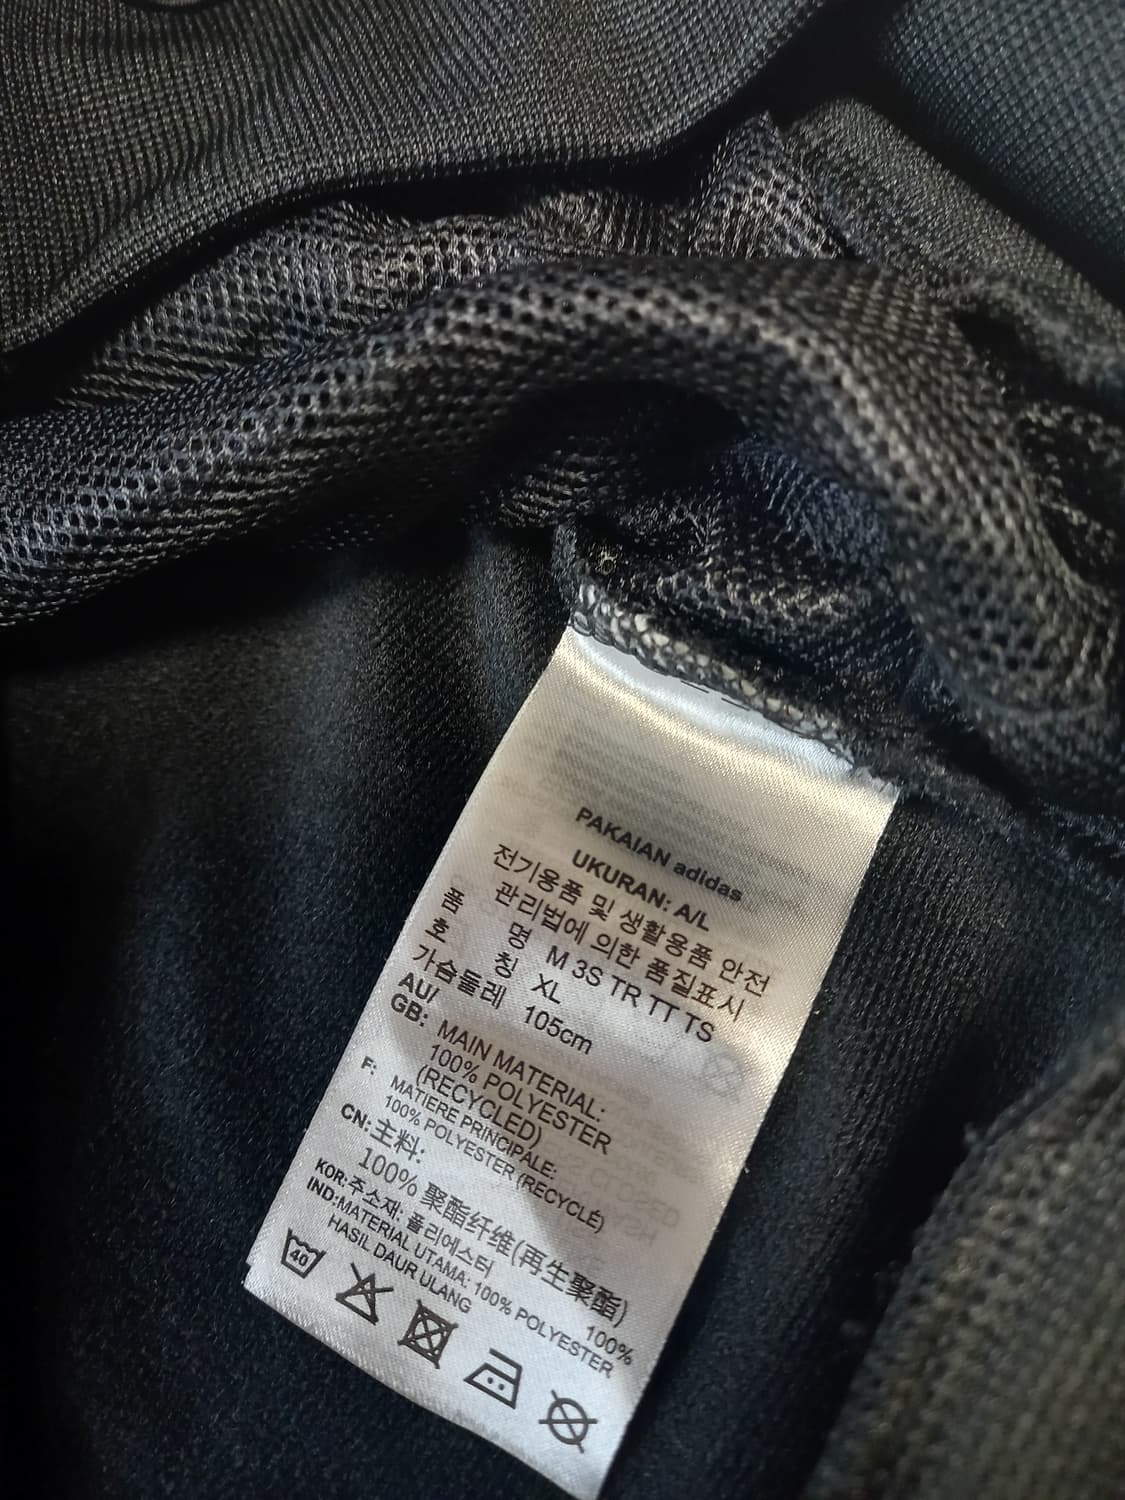 PAKAIAN adidas
UKURAN: A/L
전기용품 및 생활용품 안전
관리법에 의한 품질표시
품 명 M 3S TR TT TS
호 칭 XL
가슴둘레 105cm
AU/
GB: MAIN MATERIAL:
100% POLYESTER
(RECYCLED)
F: MATIERE PRINCIPALE:
100% POLYESTER (RECYCLÉ)
CN: 主料:
100% 聚酯纤维(再生聚酯)
KOR: 주소재: 폴리에스터 100%
IND: MATERIAL UTAMA: 100% POLYESTER
HASIL DAUR ULANG
40